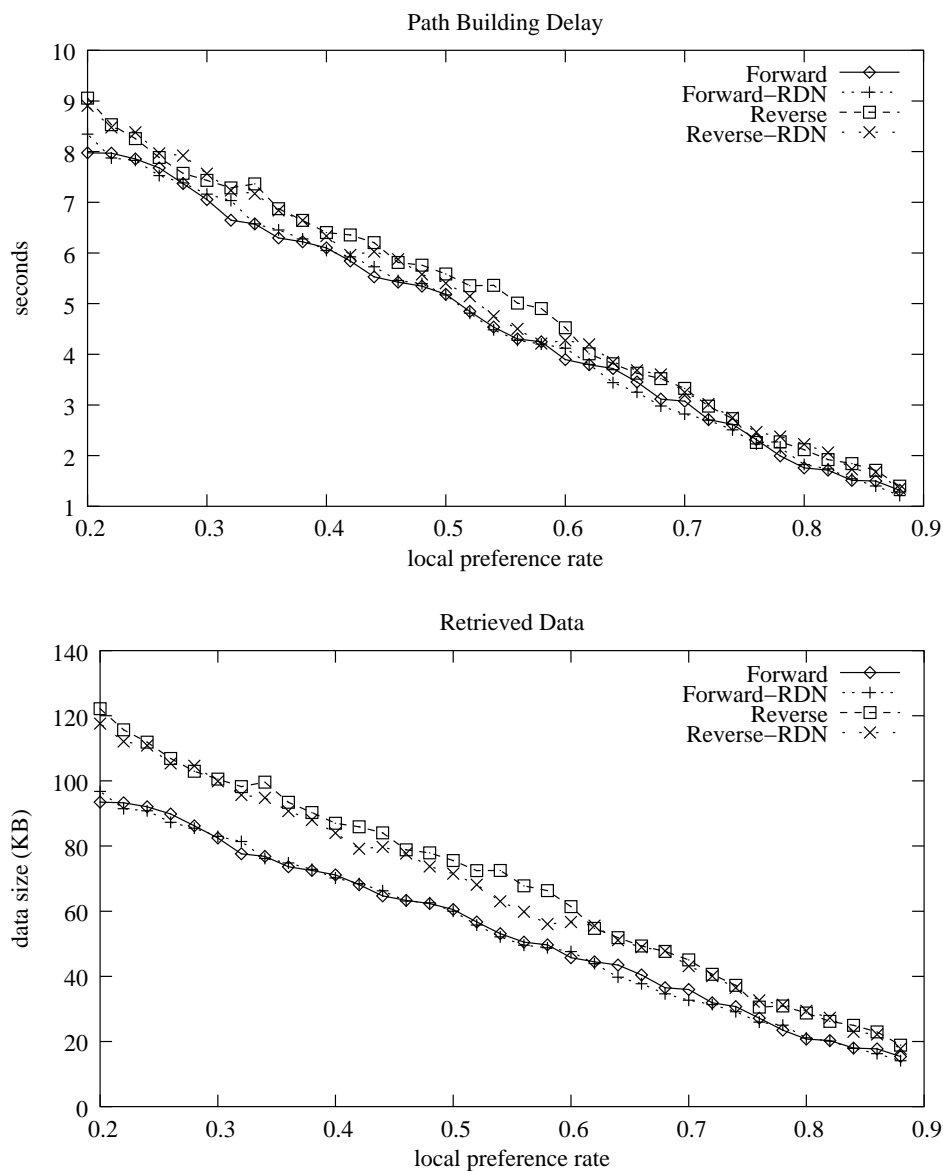 Path Building Delay
10
9
8
7
6
5
4
3
2
1
seconds
Forward
Forward-RDN
Reverse
Reverse-RDN
0.2 0.3 0.4 0.5 0.6 0.7 0.8 0.9
local preference rate
Retrieved Data
140
120
100
80
60
40
20
0
data size (KB)
Forward
Forward-RDN
Reverse
Reverse-RDN
0.2 0.3 0.4 0.5 0.6 0.7 0.8 0.9
local preference rate